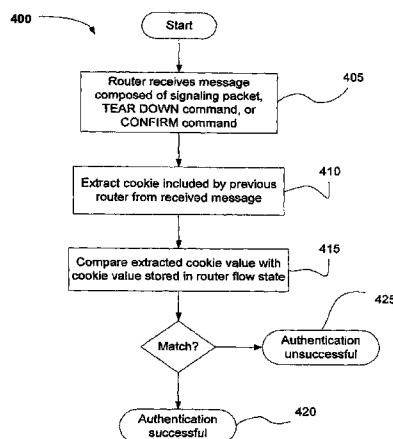 400
Start
Router receives message
composed of signaling packet,
TEAR DOWN command, or
CONFIRM command
405
Extract cookie included by previous
router from received message
410
Compare extracted cookie value with
cookie value stored in router flow state
415
Match?
Authentication
unsuccessful
425
Authentication
successful
420